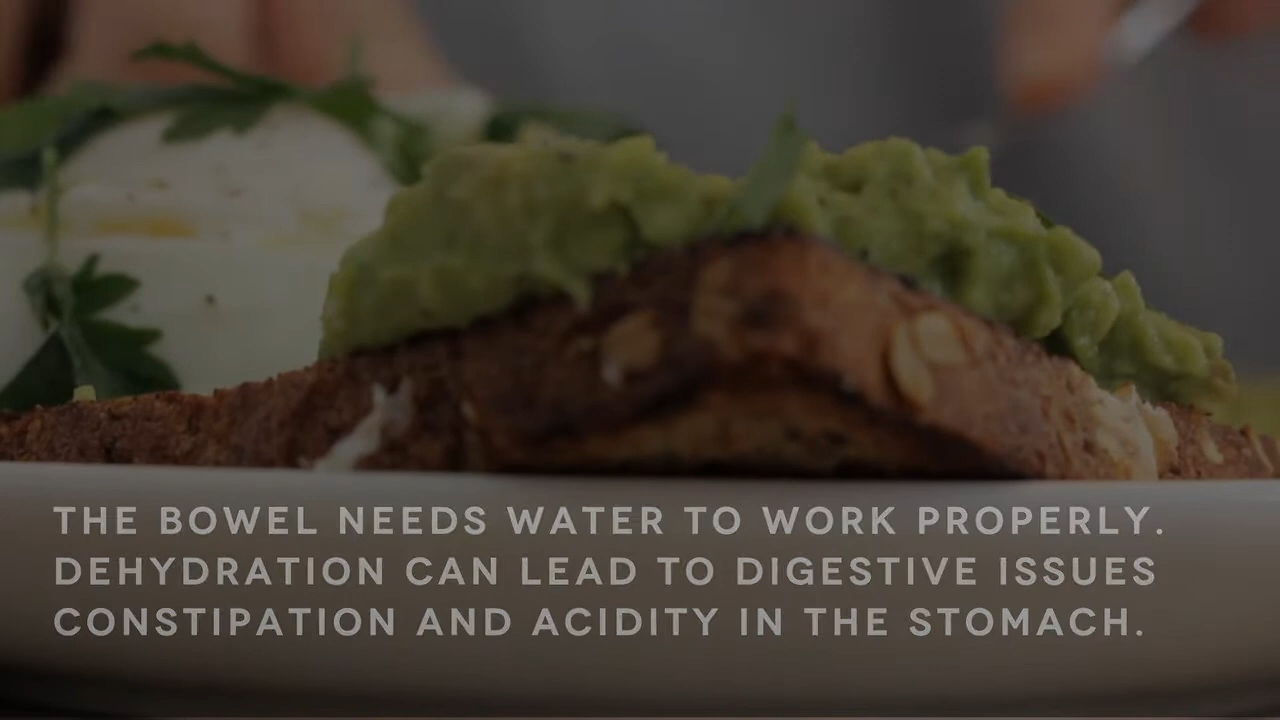 THE BOWEL NEEDS WATER TO WORK PROPERLY.
DEHYDRATION CAN LEAD TO DIGESTIVE ISSUES
CONSTIPATION AND ACIDITY IN THE STOMACH.